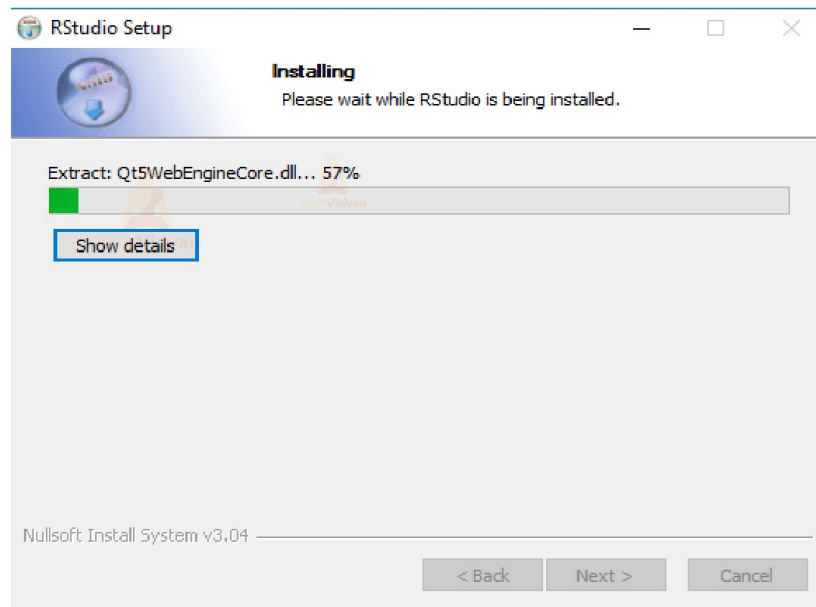 RStudio Setup
Installing
Please wait while RStudio is being installed.
Extract: Qt5WebEngineCore.dll... 57%
TechVidvan
Show details
Nullsoft Install System v3.04
< Back
Next >
Cancel